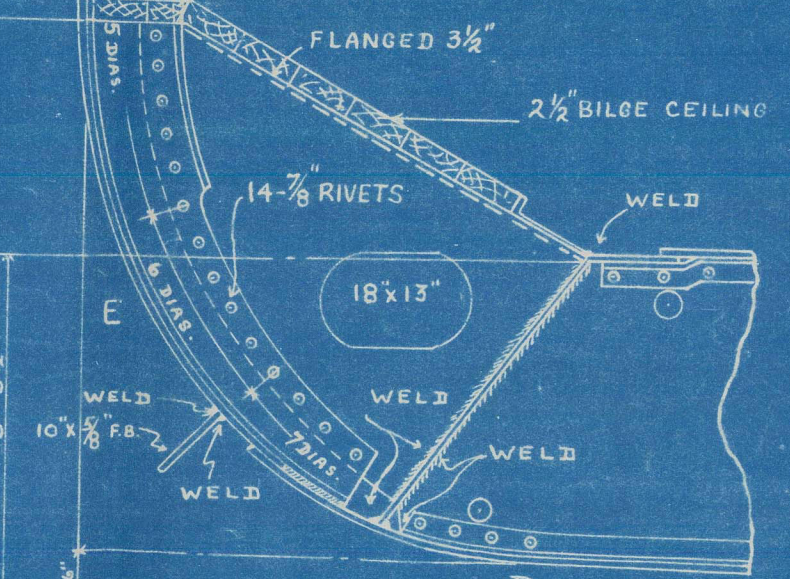 5 DIAS.
FLANGED 3½"
2½" BILGE CEILING
14-⅞" RIVETS
WELD
18"x13"
6 DIAS.
E
WELD
WELD
10"x⅝" F.B.
WELD
7 DIAS.
WELD